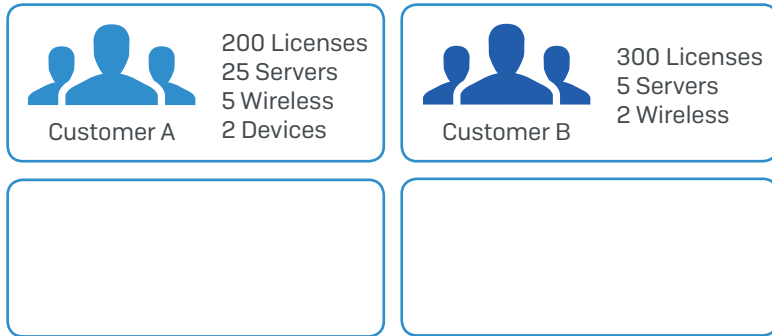 200 Licenses
25 Servers
5 Wireless
2 Devices
Customer A
300 Licenses
5 Servers
2 Wireless
Customer B